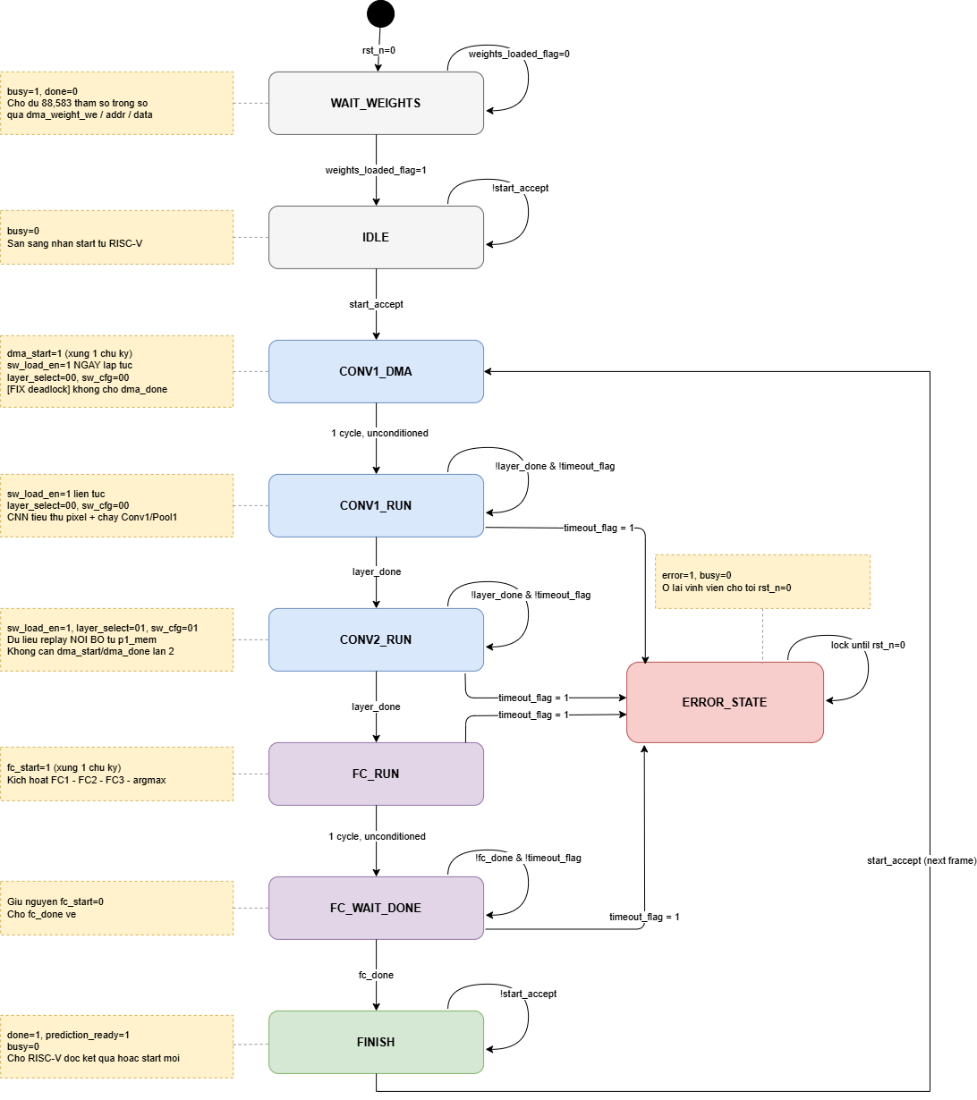 rst_n=0
weights_loaded_flag=0
busy=1, done=0
Cho du 88,583 tham so trong so
qua dma_weight_we / addr / data
WAIT_WEIGHTS
weights_loaded_flag=1
!start_accept
busy=0
San sang nhan start tu RISC-V
IDLE
start_accept
dma_start=1 (xung 1 chu ky)
sw_load_en=1 NGAY lap tuc
layer_select=00, sw_cfg=00
[FIX deadlock] khong cho dma_done
CONV1_DMA
1 cycle, unconditioned
!layer_done & !timeout_flag
sw_load_en=1 lien tuc
layer_select=00, sw_cfg=00
CNN tieu thu pixel + chay Conv1/Pool1
CONV1_RUN
timeout_flag = 1
layer_done
!layer_done & !timeout_flag
error=1, busy=0
O lai vinh vien cho toi rst_n=0
sw_load_en=1, layer_select=01, sw_cfg=01
Du lieu replay NOI BO tu p1_mem
Khong can dma_start/dma_done lan 2
CONV2_RUN
lock until rst_n=0
timeout_flag = 1
ERROR_STATE
layer_done
timeout_flag = 1
fc_start=1 (xung 1 chu ky)
Kich hoat FC1 - FC2 - FC3 - argmax
FC_RUN
1 cycle, unconditioned
!fc_done & !timeout_flag
start_accept (next frame)
Giu nguyen fc_start=0
Cho fc_done ve
FC_WAIT_DONE
timeout_flag = 1
fc_done
!start_accept
done=1, prediction_ready=1
busy=0
Cho RISC-V doc ket qua hoac start moi
FINISH